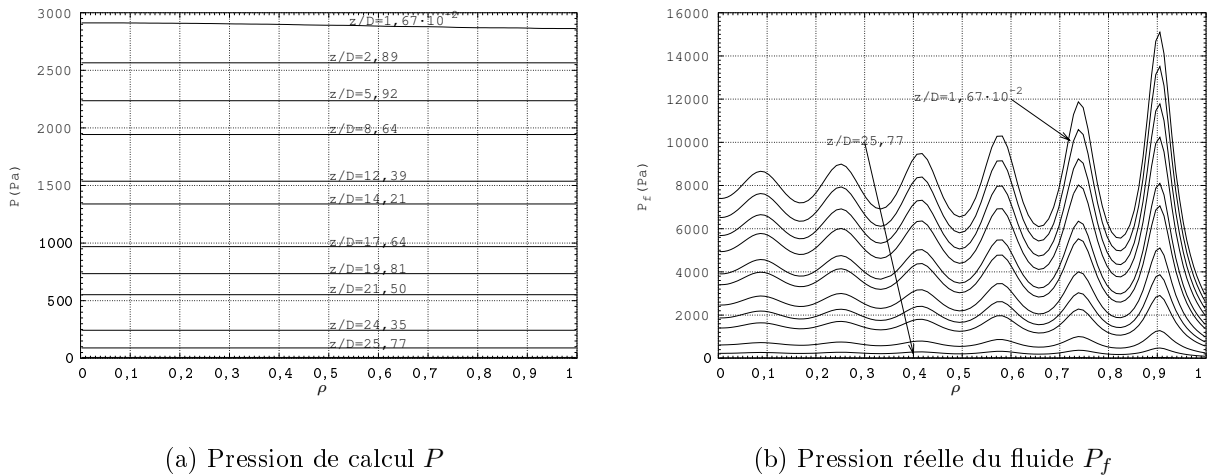 3000
2500
2000
1500
1000
500
0
P(Pa)
z/D=1,67·10⁻²
z/D=2,89
z/D=5,92
z/D=8,64
z/D=12,39
z/D=14,21
z/D=17,64
z/D=19,81
z/D=21,50
z/D=24,35
z/D=25,77
0 0,1 0,2 0,3 0,4 0,5 0,6 0,7 0,8 0,9 1
ρ
(a) Pression de calcul P
16000
14000
12000
10000
8000
6000
4000
2000
0
P_f(Pa)
z/D=1,67·10⁻²
z/D=25,77
0 0,1 0,2 0,3 0,4 0,5 0,6 0,7 0,8 0,9 1
ρ
(b) Pression réelle du fluide P_f